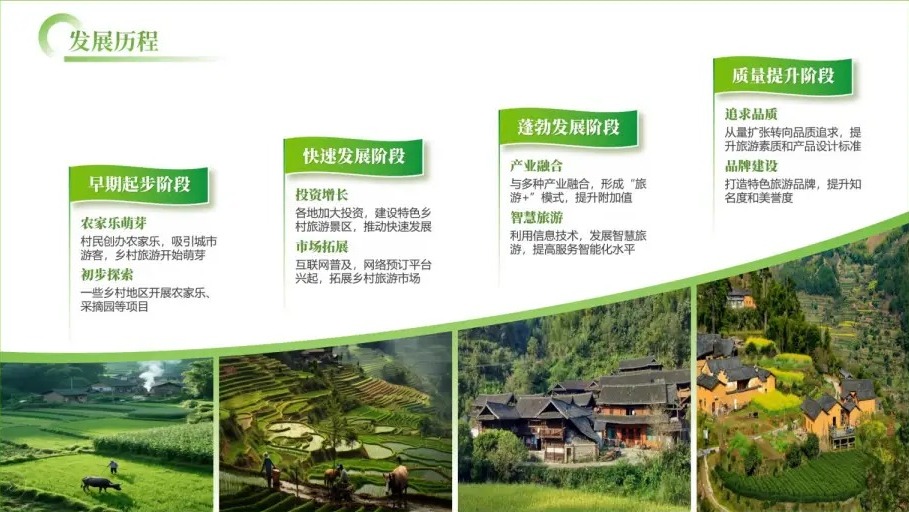 发展历程
早期起步阶段
农家乐萌芽
村民创办农家乐，吸引城市
游客，乡村旅游开始萌芽
初步探索
一些乡村地区开展农家乐、
采摘园等项目
快速发展阶段
投资增长
各地加大投资，建设特色乡
村旅游景区，推动快速发展
市场拓展
互联网普及，网络预订平台
兴起，拓展乡村旅游市场
蓬勃发展阶段
产业融合
与多种产业融合，形成“旅
游+”模式，提升附加值
智慧旅游
利用信息技术，发展智慧旅
游，提高服务智能化水平
质量提升阶段
追求品质
从量扩张转向品质追求，提
升旅游素质和产品设计标准
品牌建设
打造特色旅游品牌，提升知
名度和美誉度